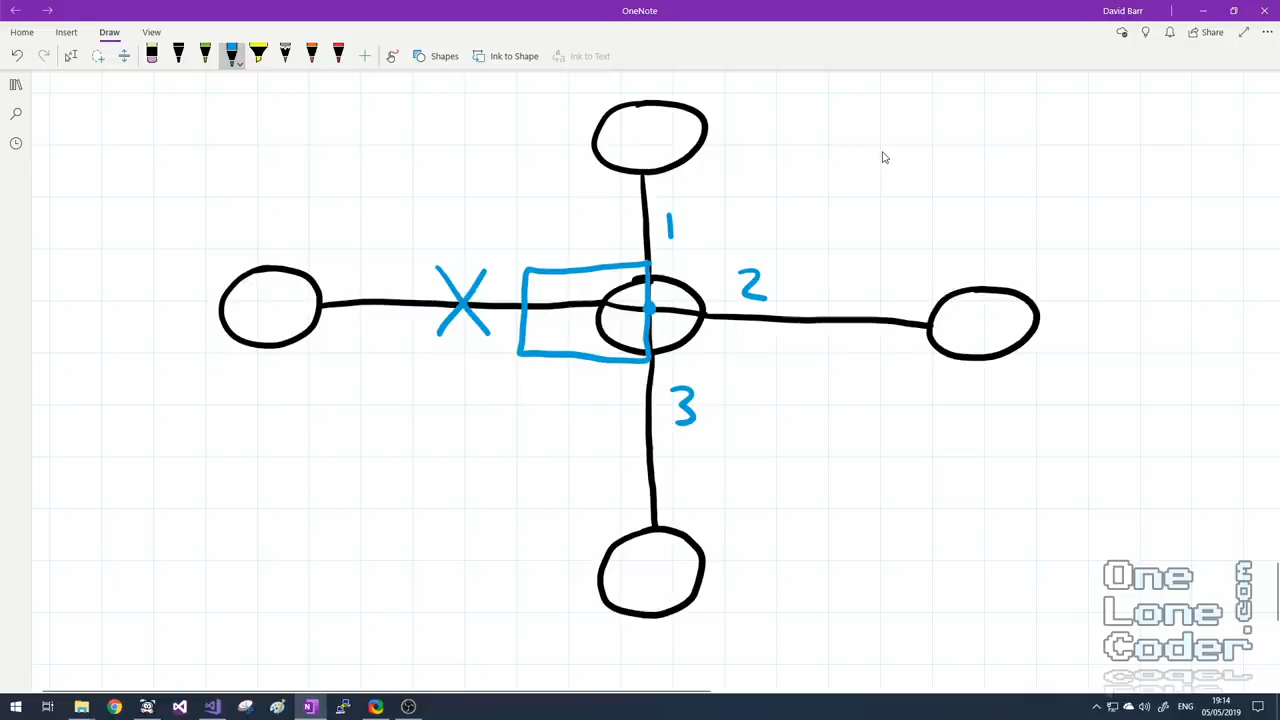 OneNote
David Barr
Home Insert Draw View
Share
Shapes
Ink to Shape
Ink to Text
1
2
X
3
One
Lone
Coder
.com
ENG
19:14
05/05/2019